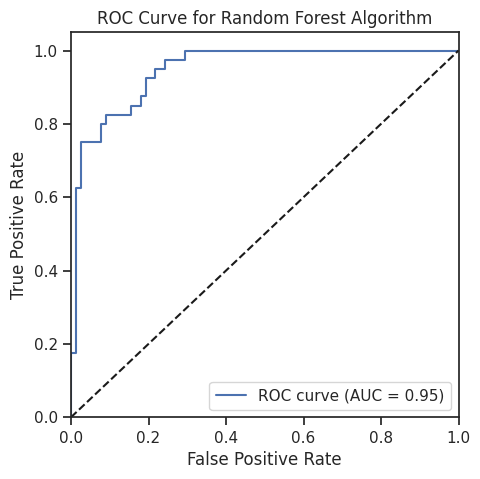 ROC Curve for Random Forest Algorithm
True Positive Rate
1.0
0.8
0.6
0.4
0.2
0.0
ROC curve (AUC = 0.95)
0.0 0.2 0.4 0.6 0.8 1.0
False Positive Rate